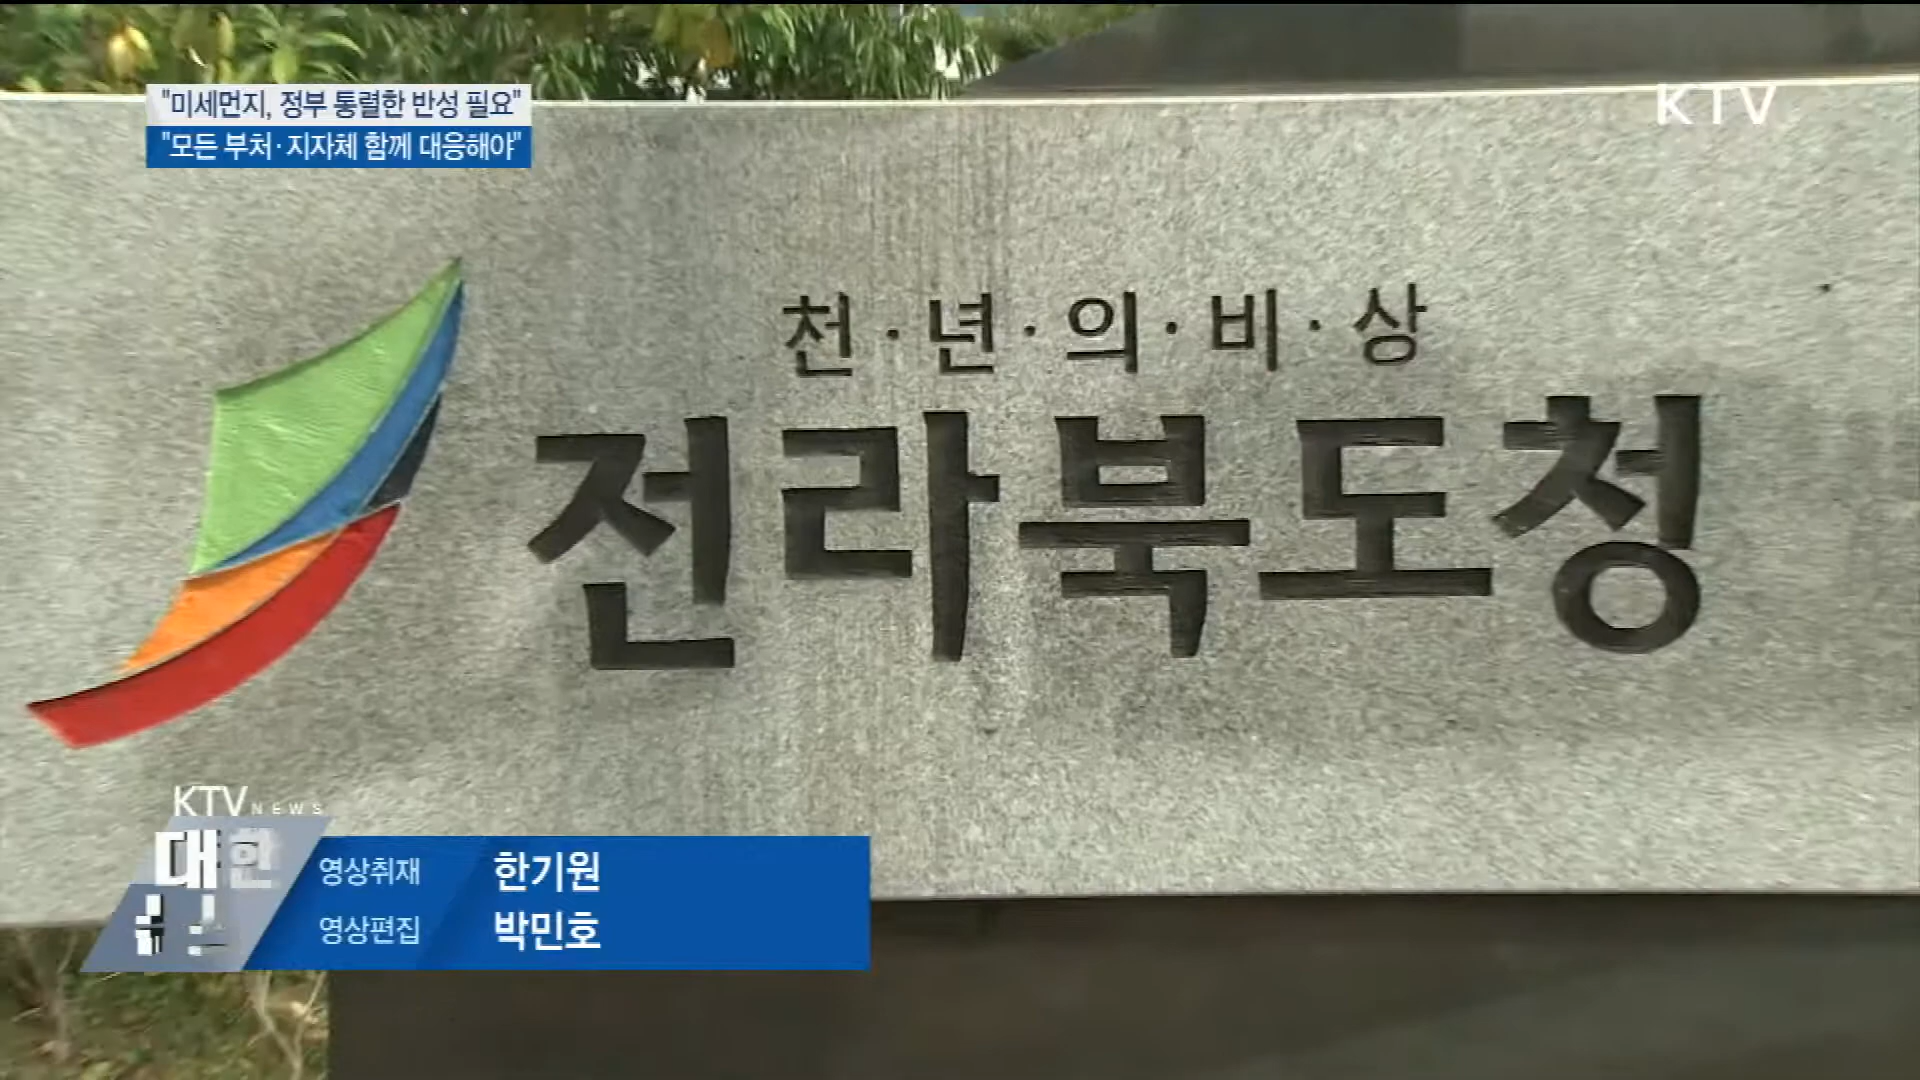 "미세먼지, 정부 통렬한 반성 필요"
"모든 부처·지자체 함께 대응해야"
KTV
천·년·의·비·상
전라북도청
KTV NEWS
대한
영상취재 한기원
영상편집 박민호